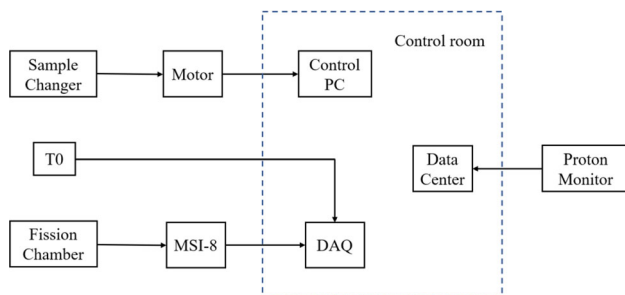 Control room
Sample
Changer
Motor
Control
PC
T0
Data
Center
Proton
Monitor
Fission
Chamber
MSI-8
DAQ